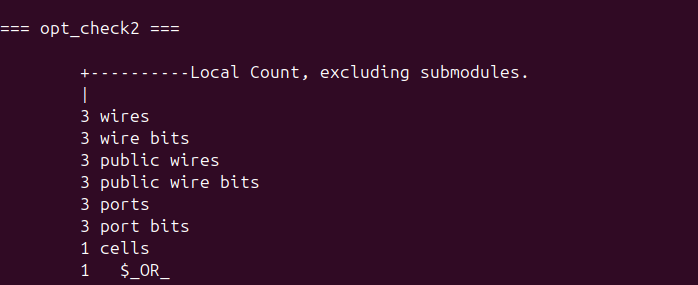 === opt_check2 ===
+----------Local Count, excluding submodules.
|
3 wires
3 wire bits
3 public wires
3 public wire bits
3 ports
3 port bits
1 cells
1   $_OR_